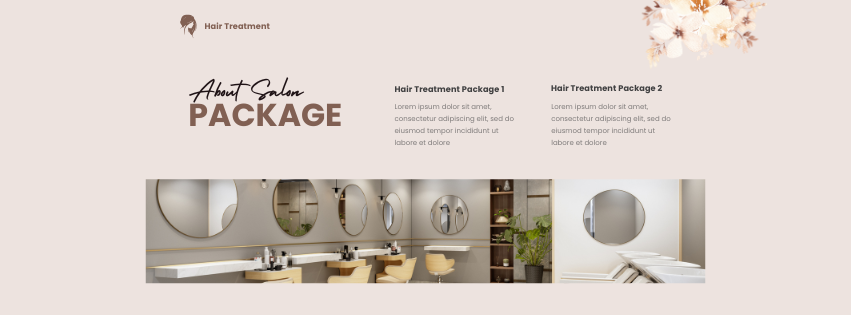 Hair Treatment
About Salon
PACKAGE
Hair Treatment Package 1
Lorem ipsum dolor sit amet,
consectetur adipiscing elit, sed do
eiusmod tempor incididunt ut
labore et dolore
Hair Treatment Package 2
Lorem ipsum dolor sit amet,
consectetur adipiscing elit, sed do
eiusmod tempor incididunt ut
labore et dolore